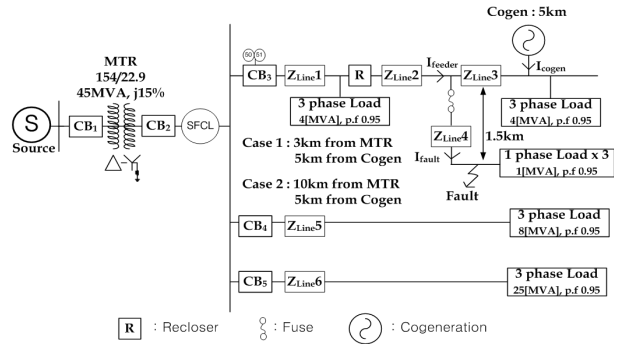 Cogen : 5km
MTR
154/22.9
45MVA, j15%
S
Source
CB1
CB2
SFCL
50 51
CB3
ZLine1
R
ZLine2
Ifeeder
ZLine3
Icogen
3 phase Load
4[MVA], p.f 0.95
3 phase Load
4[MVA], p.f 0.95
Case 1 : 3km from MTR
5km from Cogen
Case 2 : 10km from MTR
5km from Cogen
ZLine4
1.5km
Ifault
Fault
1 phase Load x 3
1[MVA], p.f 0.95
CB4
ZLine5
3 phase Load
8[MVA], p.f 0.95
CB5
ZLine6
3 phase Load
25[MVA], p.f 0.95
R : Recloser
: Fuse
: Cogeneration